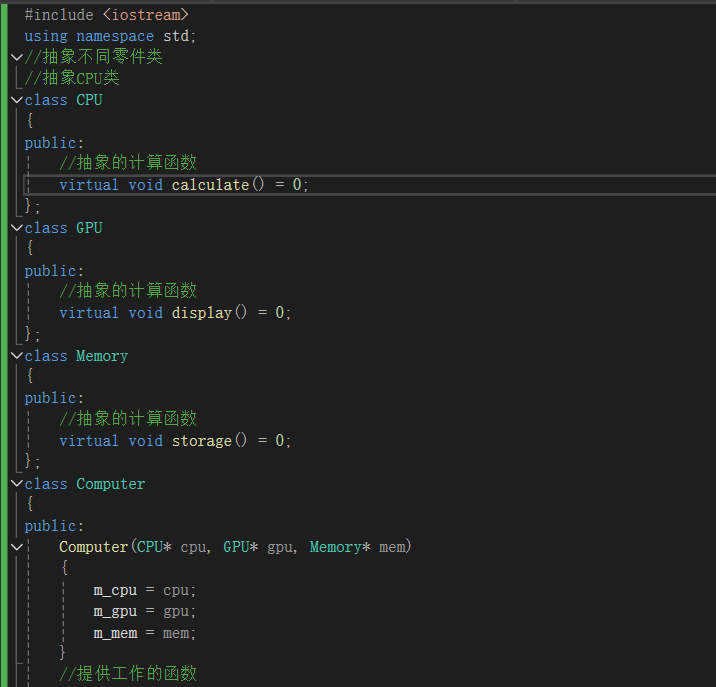 #include <iostream>
using namespace std;
//抽象不同零件类
//抽象CPU类
class CPU
{
public:
//抽象的计算函数
virtual void calculate() = 0;
};
class GPU
{
public:
//抽象的计算函数
virtual void display() = 0;
};
class Memory
{
public:
//抽象的计算函数
virtual void storage() = 0;
};
class Computer
{
public:
Computer(CPU* cpu, GPU* gpu, Memory* mem)
{
m_cpu = cpu;
m_gpu = gpu;
m_mem = mem;
}
//提供工作的函数